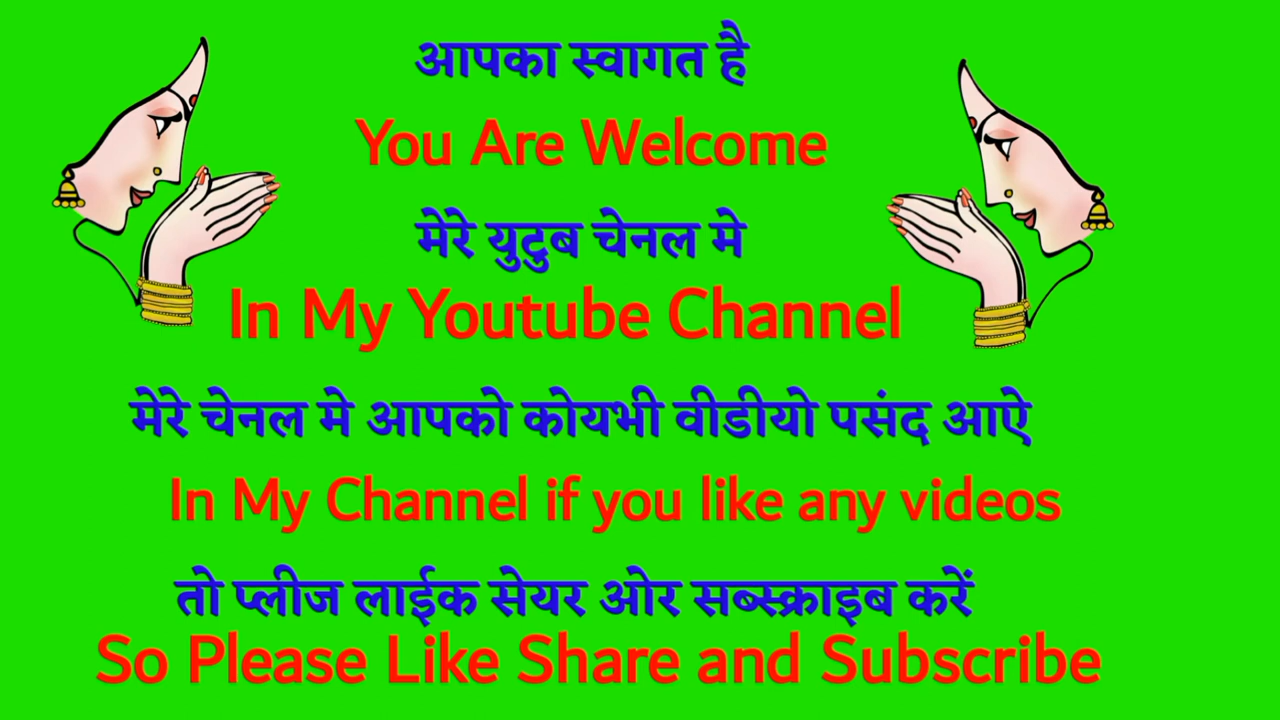 आपका स्वागत है
You Are Welcome
मेरे युटुब चेनल मे
In My Youtube Channel
मेरे चेनल मे आपको कोयभी वीडीयो पसंद आऐ
In My Channel if you like any videos
तो प्लीज लाईक सेयर ओर सब्स्क्राइब करें
So Please Like Share and Subscribe